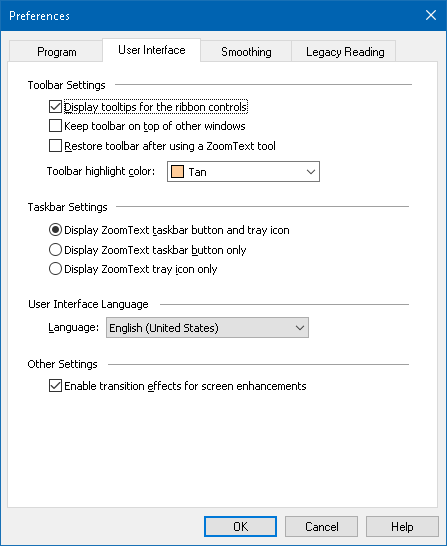 Preferences
Program User Interface Smoothing Legacy Reading
Toolbar Settings
Display tooltips for the ribbon controls
Keep toolbar on top of other windows
Restore toolbar after using a ZoomText tool
Toolbar highlight color: Tan
Taskbar Settings
Display ZoomText taskbar button and tray icon
Display ZoomText taskbar button only
Display ZoomText tray icon only
User Interface Language
Language: English (United States)
Other Settings
Enable transition effects for screen enhancements
OK Cancel Help